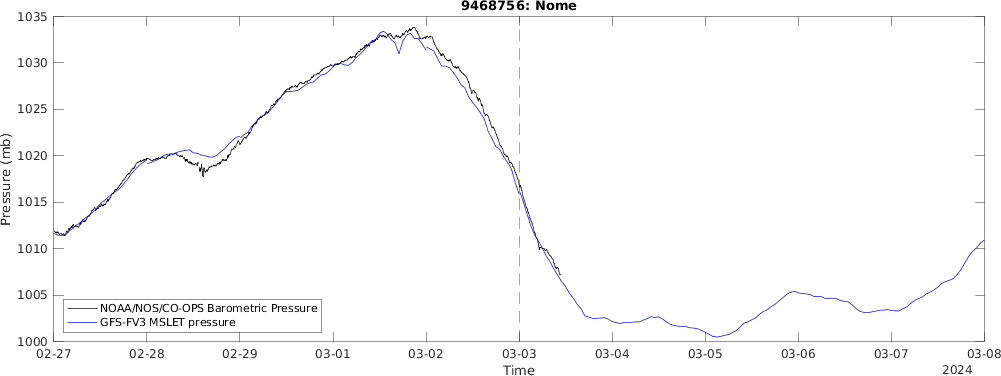 9468756: Nome
1035
1030
1025
1020
1015
1010
1005
1000
Pressure (mb)
NOAA/NOS/CO-OPS Barometric Pressure
GFS-FV3 MSLET pressure
02-27 02-28 02-29 03-01 03-02 03-03 03-04 03-05 03-06 03-07 03-08
Time
2024